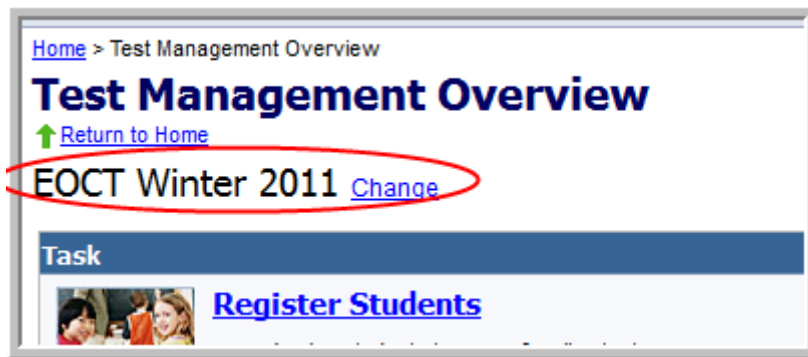 Home > Test Management Overview
Test Management Overview
Return to Home
EOCT Winter 2011 Change
Task
Register Students